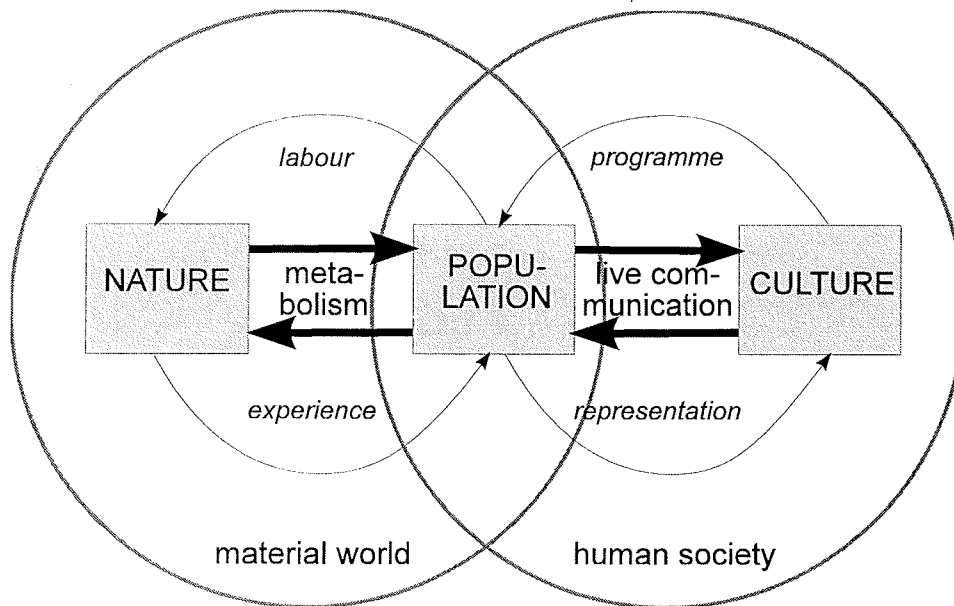 labour
programme
NATURE
meta-
bolism
POPU-
LATION
live com-
munication
CULTURE
experience
representation
material world
human society